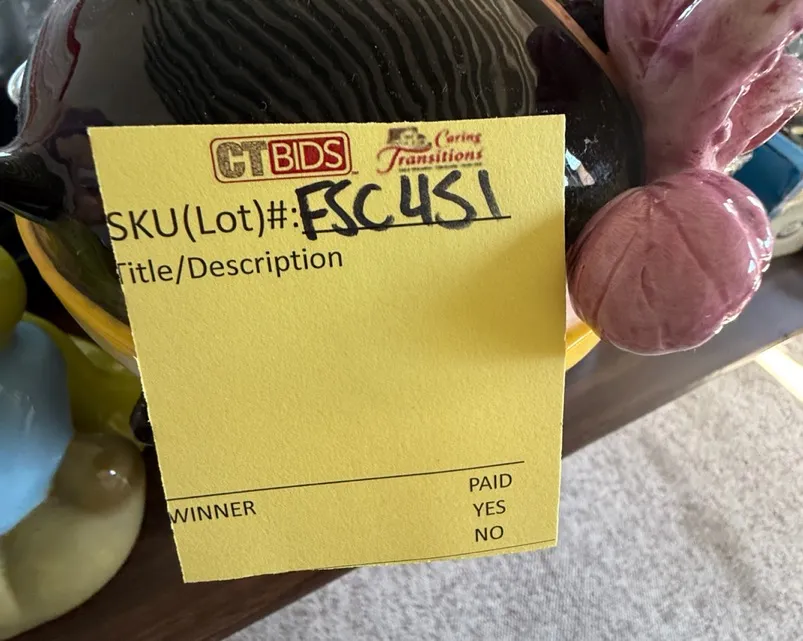 CTBIDS
Caring
Transitions
SKU(Lot)#: FSC451
Title/Description
WINNER
PAID
YES
NO